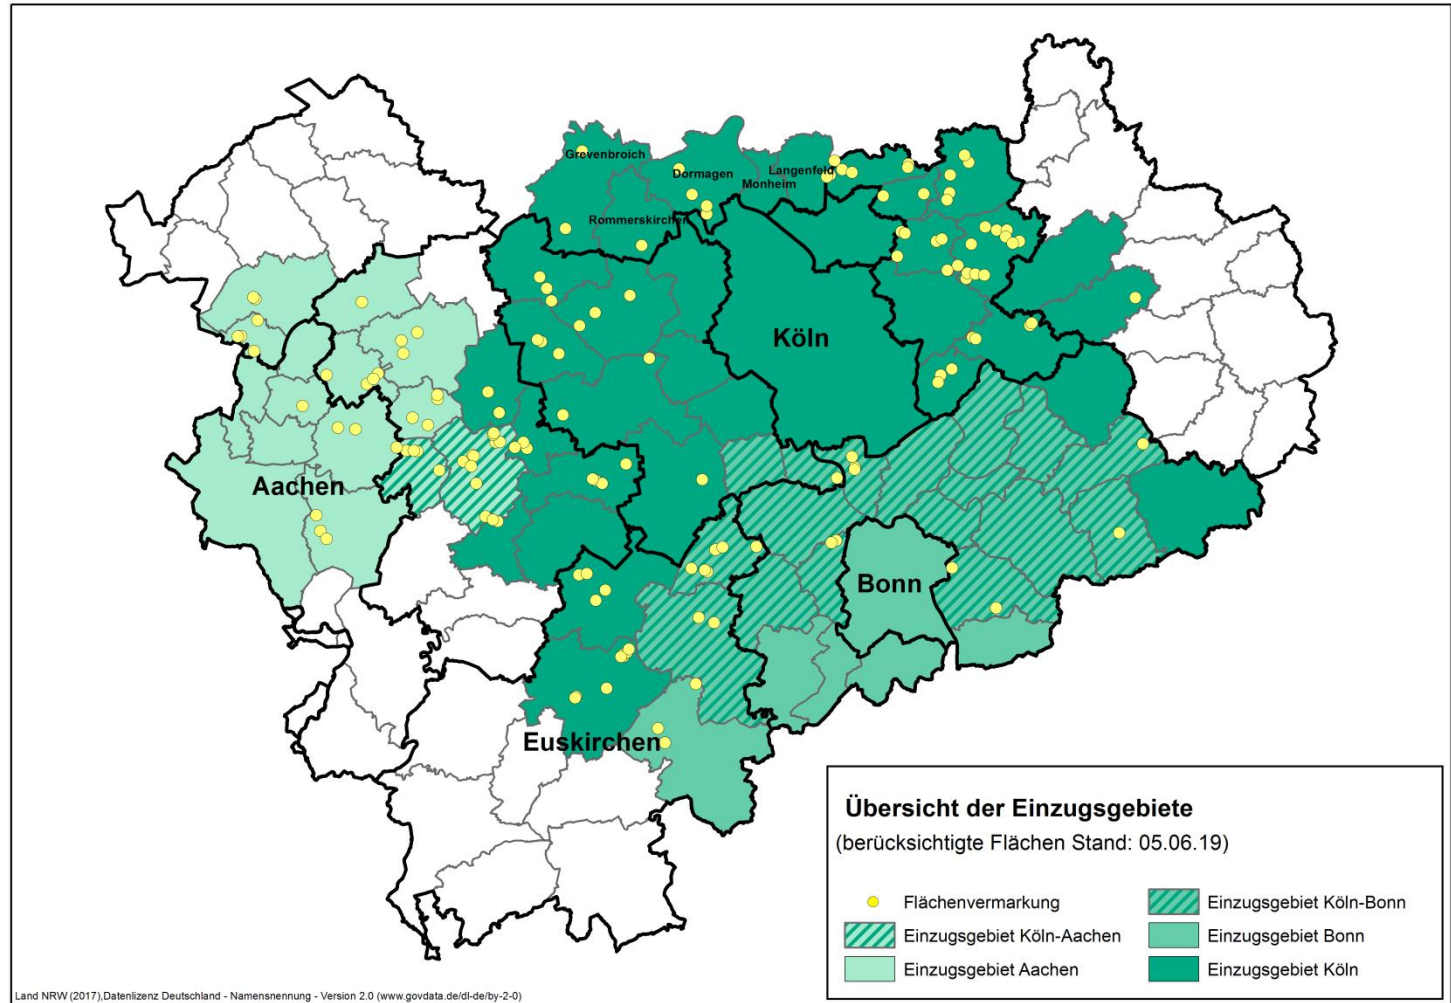 Grevenbroich
Dormagen
Langenfeld
Monheim
Rommerskirchen
Köln
Aachen
Bonn
Euskirchen
Übersicht der Einzugsgebiete
(berücksichtigte Flächen Stand: 05.06.19)
Flächenvermarkung
Einzugsgebiet Köln-Aachen
Einzugsgebiet Aachen
Einzugsgebiet Köln-Bonn
Einzugsgebiet Bonn
Einzugsgebiet Köln
Land NRW (2017),Datenlizenz Deutschland - Namensnennung - Version 2.0 (www.govdata.de/dl-de/by-2-0)